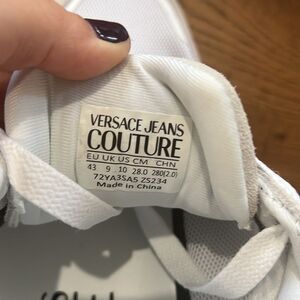 VERSACE JEANS
COUTURE
EU UK US CM CHN
43 9 10 28.0 280(2.0)
72YA3SA5 ZS234
Made in China